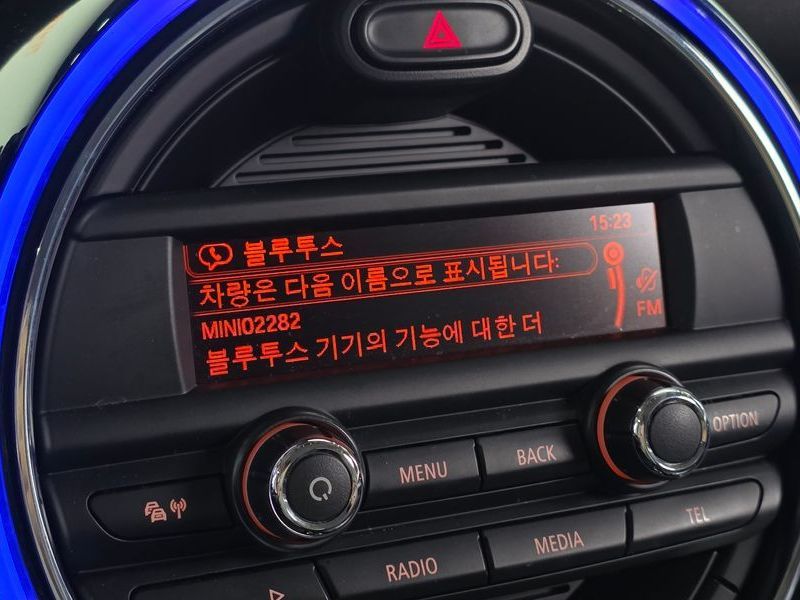 15:23
블루투스
차량은 다음 이름으로 표시됩니다:
MINI02282
FM
블루투스 기기의 기능에 대한 더
OPTION
MENU
BACK
TEL
MEDIA
RADIO